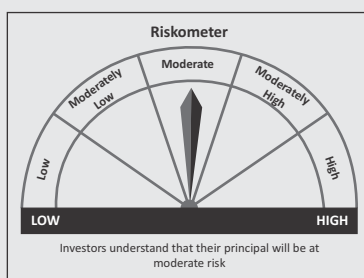 Riskometer
Moderate
Moderately
Low
Moderately
High
Low
High
LOW
HIGH
Investors understand that their principal will be at
moderate risk